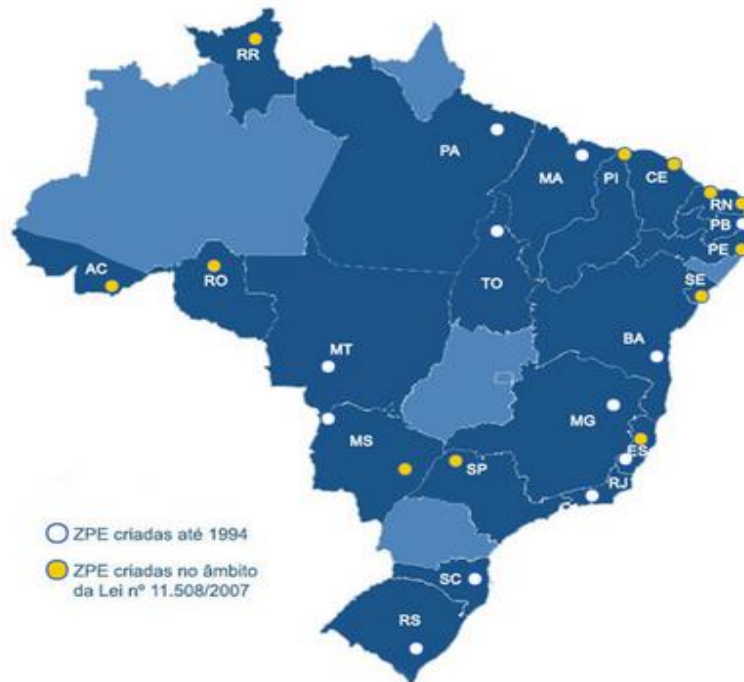 RR
PA
MA
PI
CE
RN
PB
PE
SE
AC
RO
TO
BA
MT
MG
MS
ES
SP
RJ
ZPE criadas até 1994
ZPE criadas no âmbito
da Lei nº 11.508/2007
SC
RS